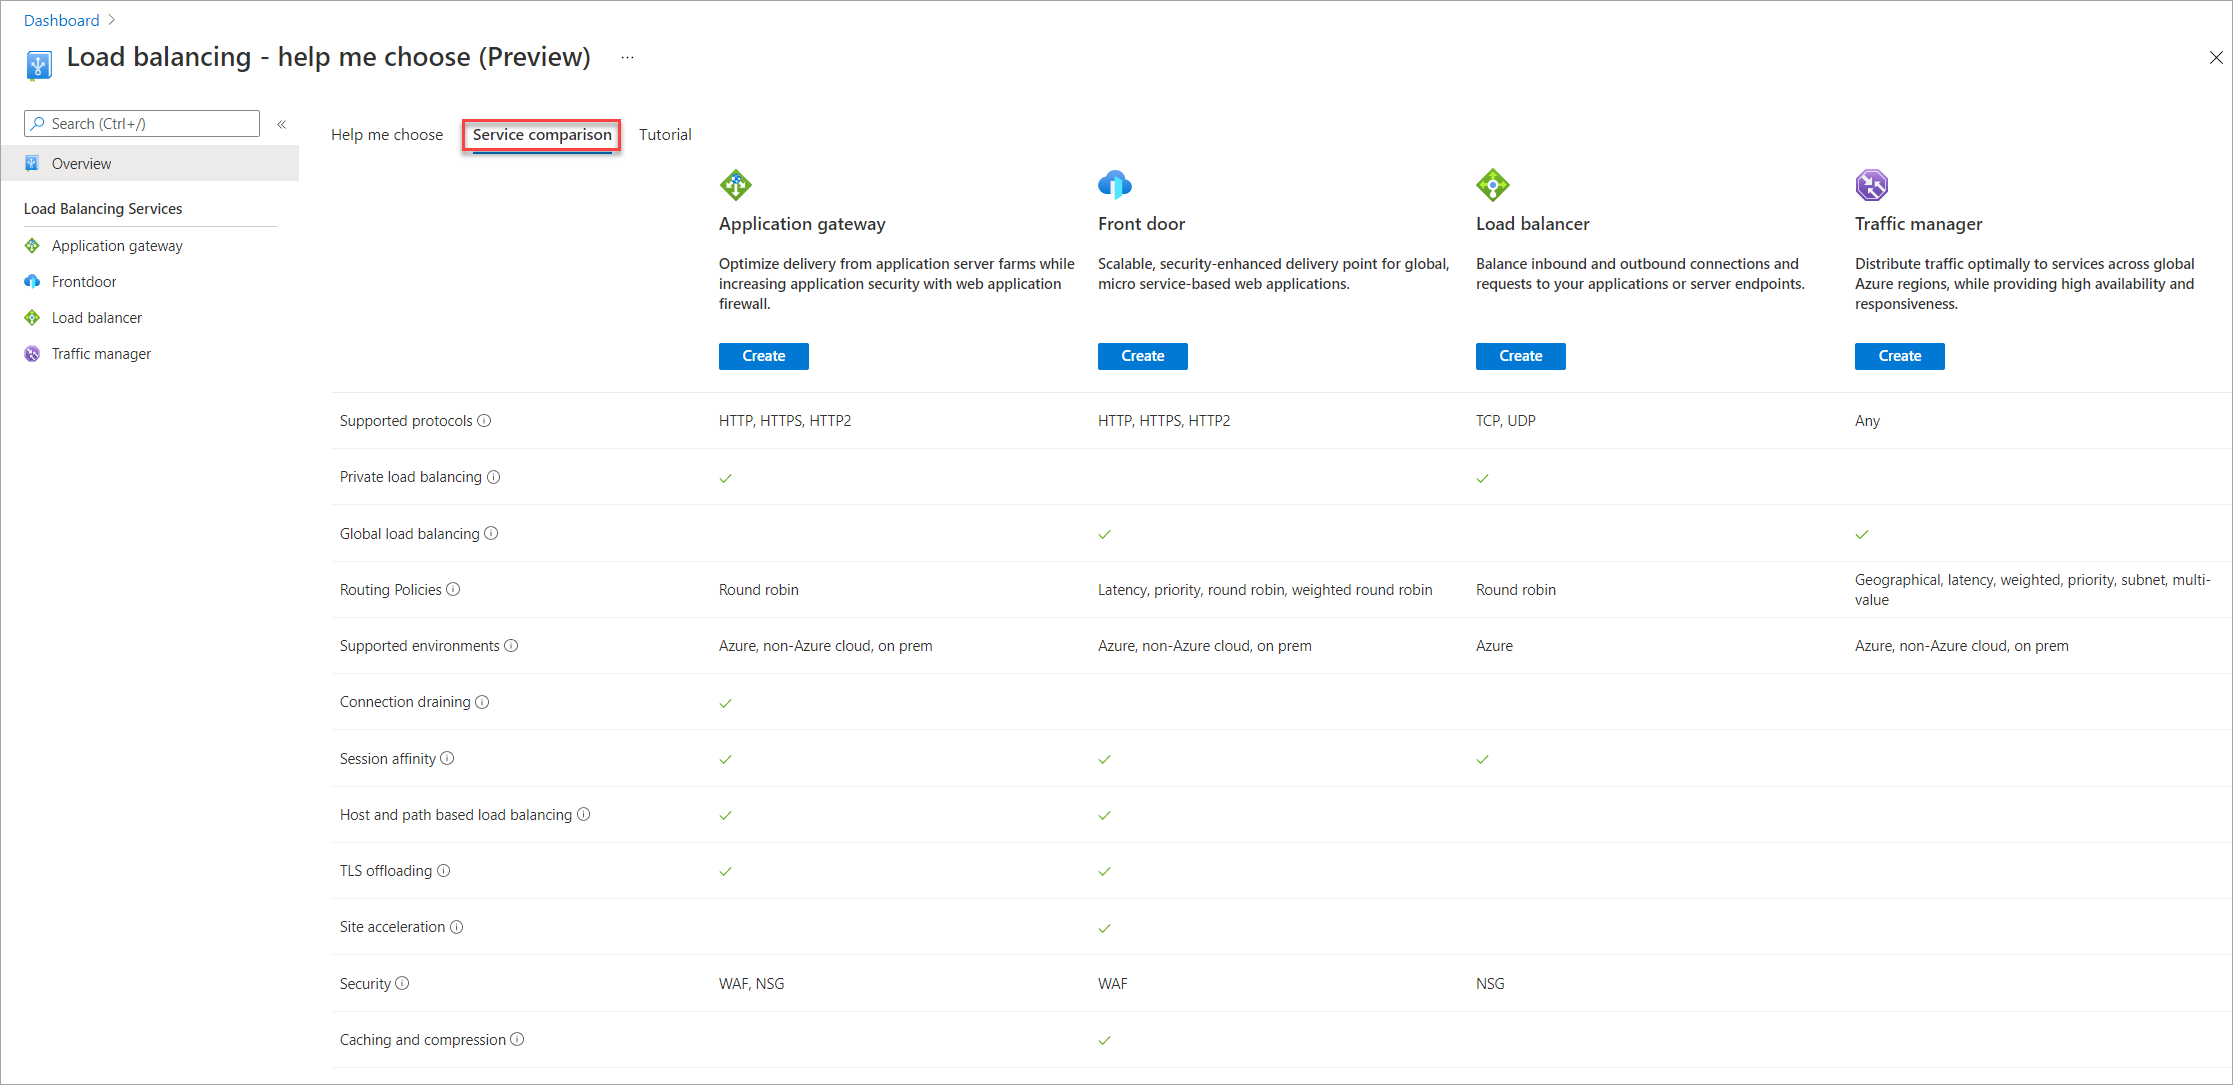 Dashboard
Load balancing - help me choose (Preview) ...
Search (Ctrl+/)
«
Overview
Load Balancing Services
Application gateway
Frontdoor
Load balancer
Traffic manager
Help me choose Service comparison Tutorial
Application gateway
Optimize delivery from application server farms while
increasing application security with web application
firewall.
Create
Front door
Scalable, security-enhanced delivery point for global,
micro service-based web applications.
Create
Load balancer
Balance inbound and outbound connections and
requests to your applications or server endpoints.
Create
Traffic manager
Distribute traffic optimally to services across global
Azure regions, while providing high availability and
responsiveness.
Create
Supported protocols HTTP, HTTPS, HTTP2 HTTP, HTTPS, HTTP2 TCP, UDP Any
Private load balancing
Global load balancing
Routing Policies Round robin Latency, priority, round robin, weighted round robin Round robin Geographical, latency, weighted, priority, subnet, multi-
value
Supported environments Azure, non-Azure cloud, on prem Azure, non-Azure cloud, on prem Azure Azure, non-Azure cloud, on prem
Connection draining
Session affinity
Host and path based load balancing
TLS offloading
Site acceleration
Security WAF, NSG WAF NSG
Caching and compression